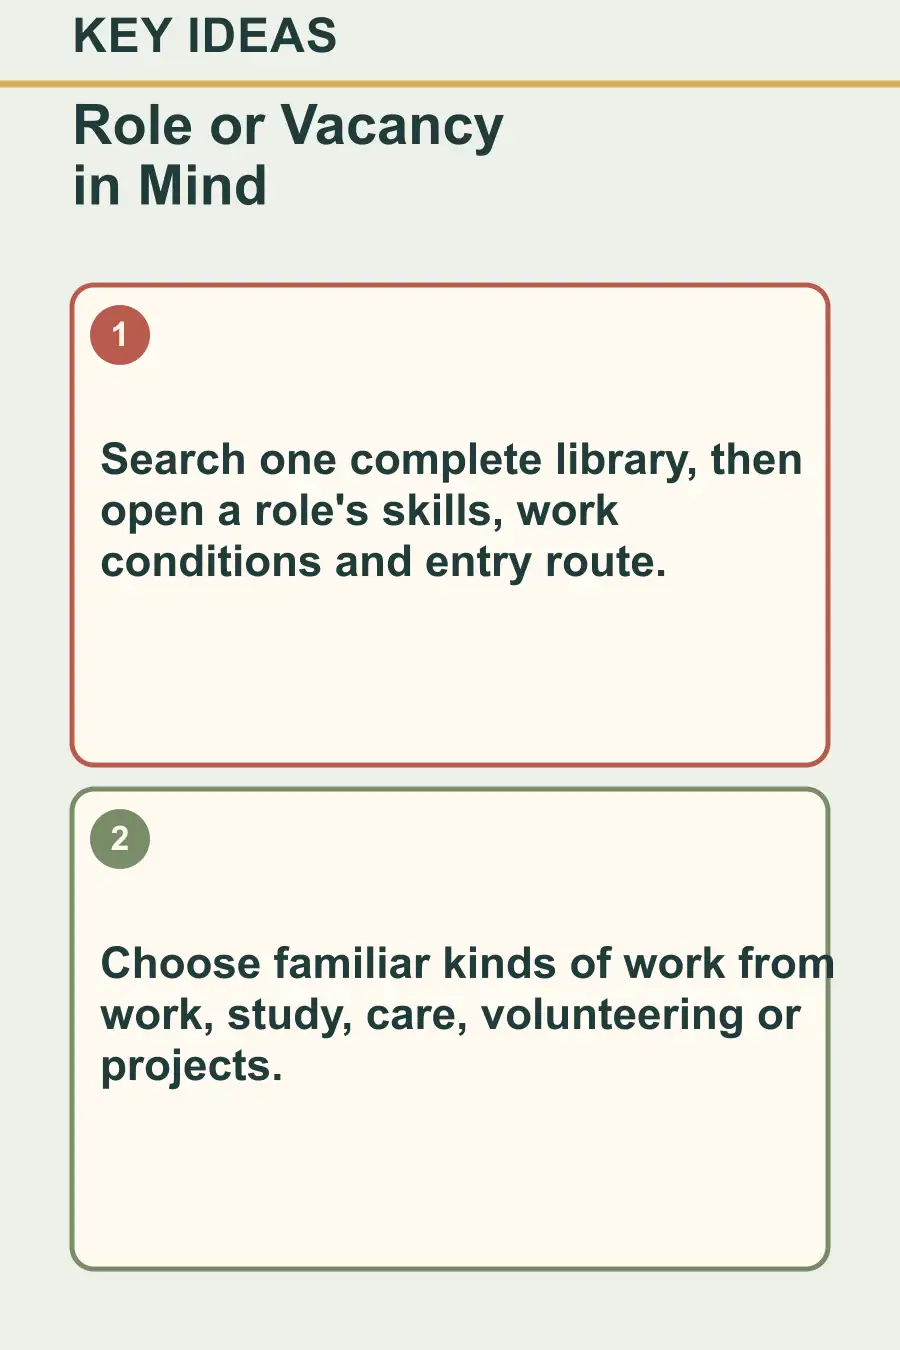 KEY IDEAS
Role or Vacancy
in Mind
1
Search one complete library, then
open a role's skills, work
conditions and entry route.
2
Choose familiar kinds of work from
work, study, care, volunteering or
projects.